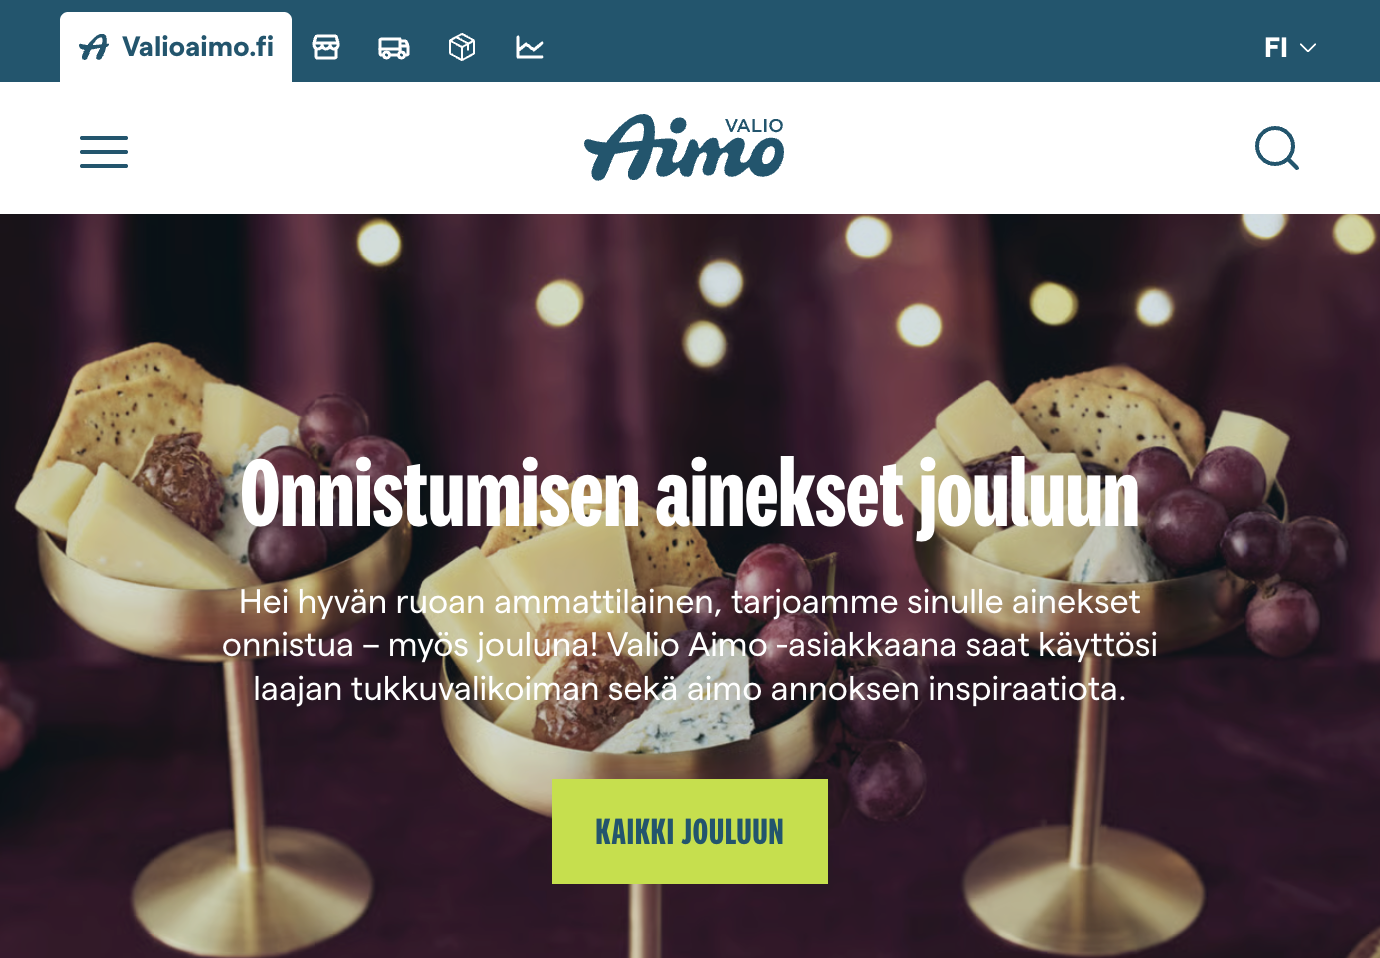 Valioaimo.fi
FI
VALIO
Aimo
Onnistumisen ainekset jouluun
Hei hyvän ruoan ammattilainen, tarjoamme sinulle ainekset
onnistua – myös jouluna! Valio Aimo -asiakkaana saat käyttösi
laajan tukkuvalikoiman sekä aimo annoksen inspiraatiota.
KAIKKI JOULUUN